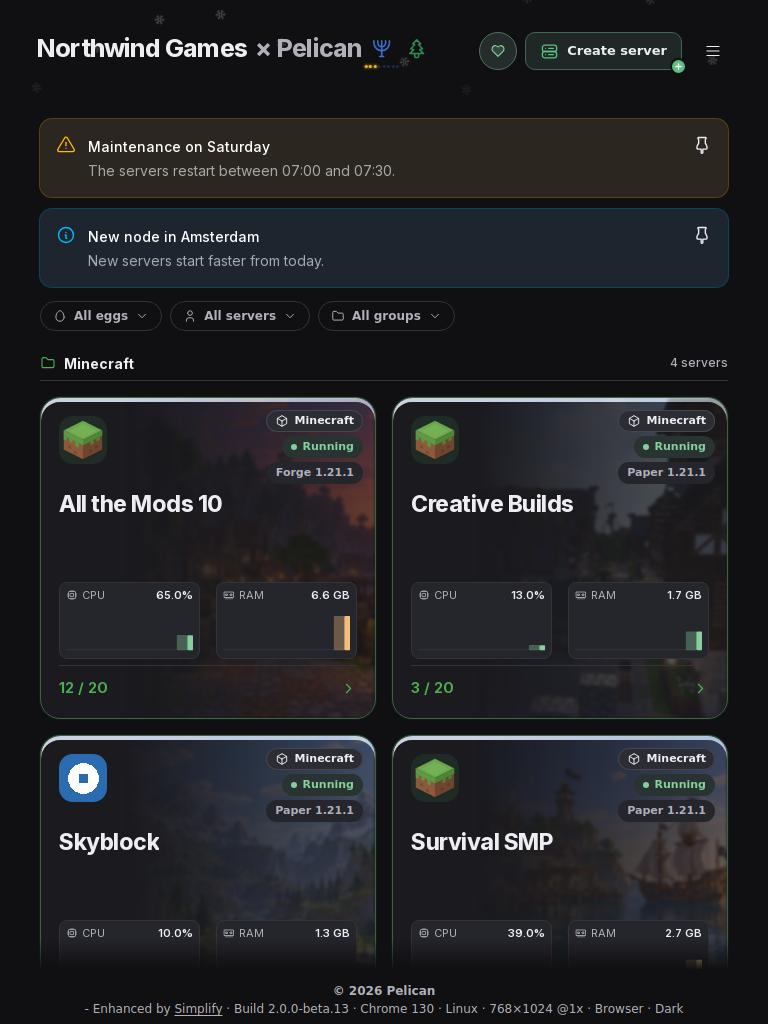 Northwind Games × Pelican
Create server
Maintenance on Saturday
The servers restart between 07:00 and 07:30.
New node in Amsterdam
New servers start faster from today.
All eggs
All servers
All groups
Minecraft
4 servers
Minecraft
Running
Forge 1.21.1
All the Mods 10
CPU 65.0%
RAM 6.6 GB
12 / 20
Minecraft
Running
Paper 1.21.1
Creative Builds
CPU 13.0%
RAM 1.7 GB
3 / 20
Minecraft
Running
Paper 1.21.1
Skyblock
CPU 10.0%
RAM 1.3 GB
Minecraft
Running
Paper 1.21.1
Survival SMP
CPU 39.0%
RAM 2.7 GB
© 2026 Pelican
- Enhanced by Simplify · Build 2.0.0-beta.13 · Chrome 130 · Linux · 768×1024 @1x · Browser · Dark